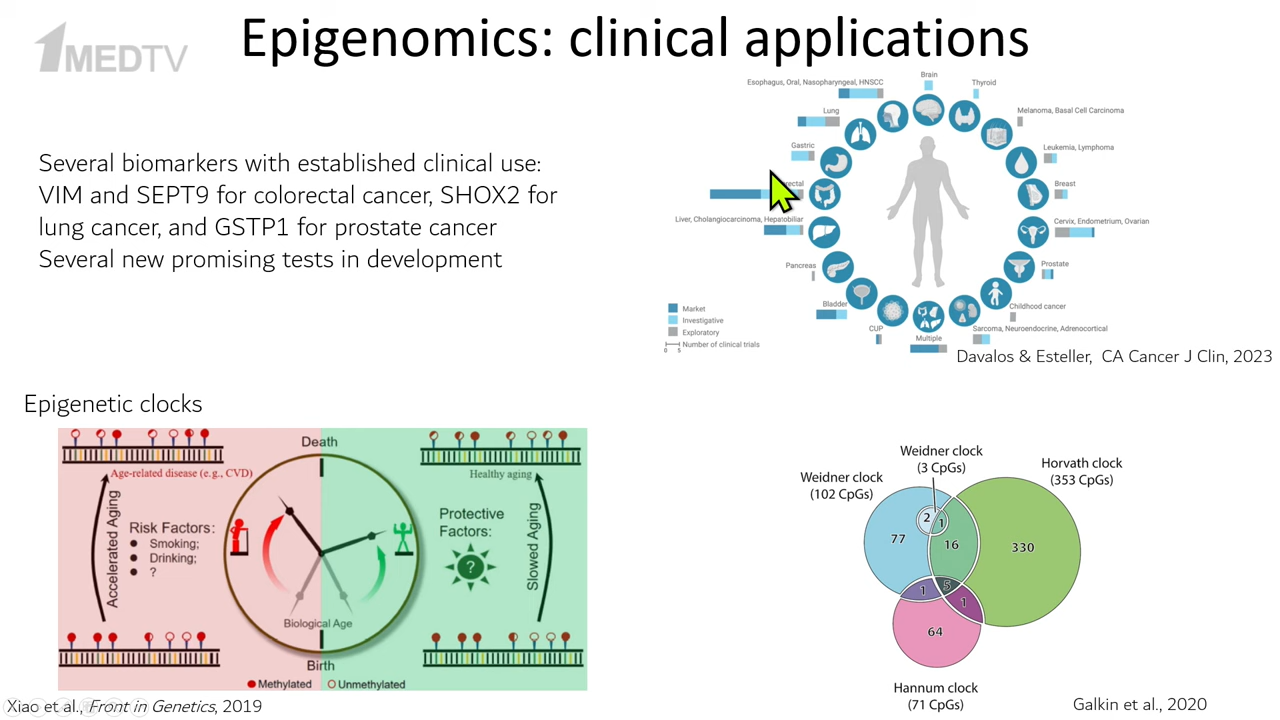 1MEDTV
Epigenomics: clinical applications
Several biomarkers with established clinical use:
VIM and SEPT9 for colorectal cancer, SHOX2 for
lung cancer, and GSTP1 for prostate cancer
Several new promising tests in development
Brain
Esophagus, Oral, Nasopharyngeal, HNSCC
Thyroid
Lung
Melanoma, Basal Cell Carcinoma
Gastric
Leukemia, Lymphoma
Breast
Liver, Cholangiocarcinoma, Hepatobiliar
Cervix, Endometrium, Ovarian
Pancreas
Prostate
Bladder
Childhood cancer
CUP
Multiple
Sarcoma, Neuroendocrine, Adrenocortical
Market
Investigative
Exploratory
Number of clinical trials
0 5
Davalos & Esteller, CA Cancer J Clin, 2023
Epigenetic clocks
Death
Age-related disease (e.g., CVD)
Healthy aging
Accelerated Aging
Risk Factors:
Smoking;
Drinking;
?
Protective
Factors:
?
Slowed Aging
Biological Age
Birth
Methylated
Unmethylated
Xiao et al., Front in Genetics, 2019
Weidner clock
(3 CpGs)
Weidner clock
(102 CpGs)
Horvath clock
(353 CpGs)
2
1
77
16
330
1
5
1
64
Hannum clock
(71 CpGs)
Galkin et al., 2020